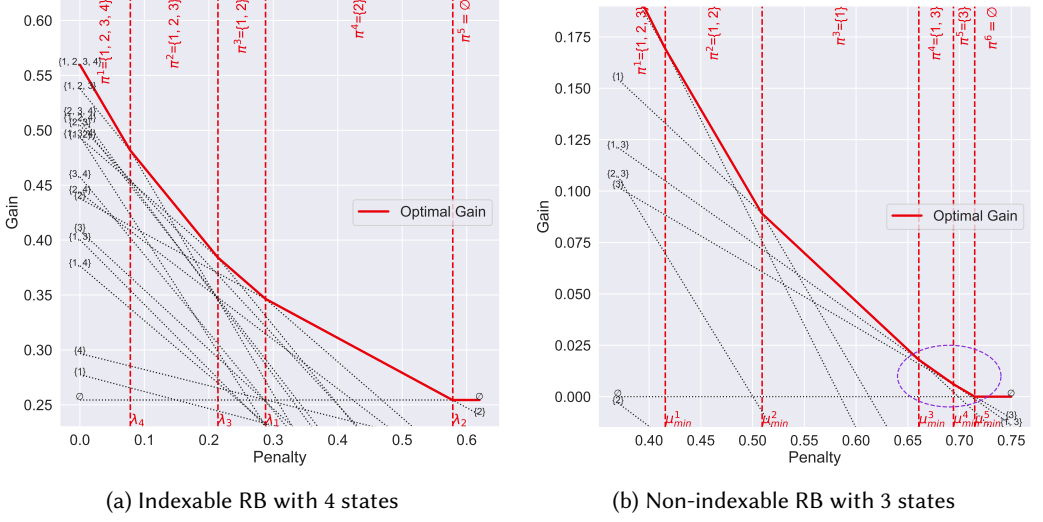 π¹={1, 2, 3, 4}
π²={1, 2, 3}
π³={1, 2}
π⁴={2}
π⁵ = ∅
0.60
0.55
0.50
0.45
0.40
0.35
0.30
0.25
Gain
{1, 2, 3, 4}
{1, 2, 3}
{2, 3, 4}
{3, 4}
{2, 4}
{2}
{3}
{1, 3}
{1, 4}
{4}
{1}
∅
∅
{2}
Optimal Gain
λ₄
λ₃
λ₁
λ₂
0.0 0.1 0.2 0.3 0.4 0.5 0.6
Penalty
(a) Indexable RB with 4 states
π¹={1, 2, 3}
π²={1, 2}
π³={1}
π⁴={1, 3}
π⁵={3}
π⁶ = ∅
0.175
0.150
0.125
0.100
0.075
0.050
0.025
0.000
Gain
{1}
{1, 3}
{2, 3}
{3}
∅
{2}
∅
{3}
{1, 3}
Optimal Gain
μ¹min
μ²min
μ³min
μ⁴min
μ⁵min
0.40 0.45 0.50 0.55 0.60 0.65 0.70 0.75
Penalty
(b) Non-indexable RB with 3 states